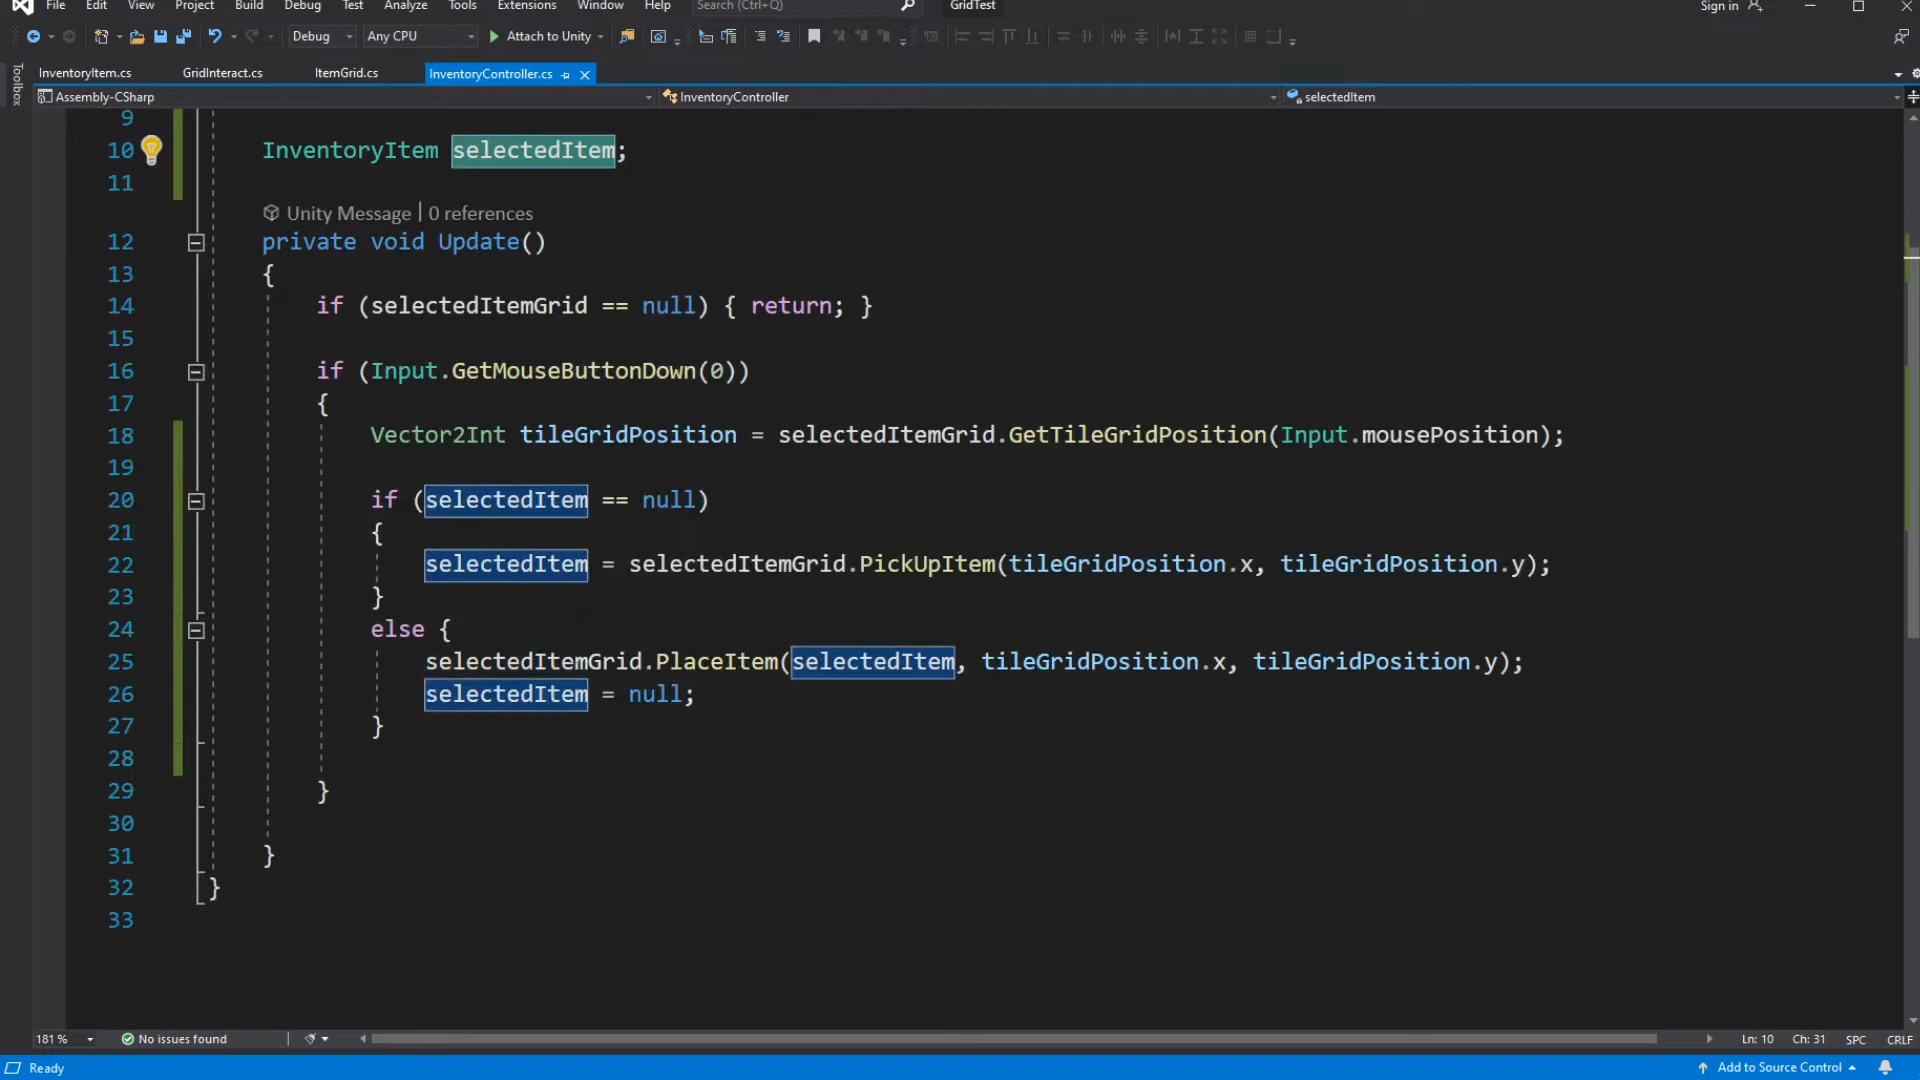 File Edit View Project Build Debug Test Analyze Tools Extensions Window Help Search (Ctrl+Q) GridTest Sign in
Debug Any CPU Attach to Unity
Toolbox
InventoryItem.cs GridInteract.cs ItemGrid.cs InventoryController.cs
Assembly-CSharp InventoryController selectedItem
9
10 InventoryItem selectedItem;
11
Unity Message | 0 references
12 private void Update()
13 {
14 if (selectedItemGrid == null) { return; }
15
16 if (Input.GetMouseButtonDown(0))
17 {
18 Vector2Int tileGridPosition = selectedItemGrid.GetTileGridPosition(Input.mousePosition);
19
20 if (selectedItem == null)
21 {
22 selectedItem = selectedItemGrid.PickUpItem(tileGridPosition.x, tileGridPosition.y);
23 }
24 else {
25 selectedItemGrid.PlaceItem(selectedItem, tileGridPosition.x, tileGridPosition.y);
26 selectedItem = null;
27 }
28
29 }
30
31 }
32 }
33
181 % No issues found Ln: 10 Ch: 31 SPC CRLF
Ready Add to Source Control